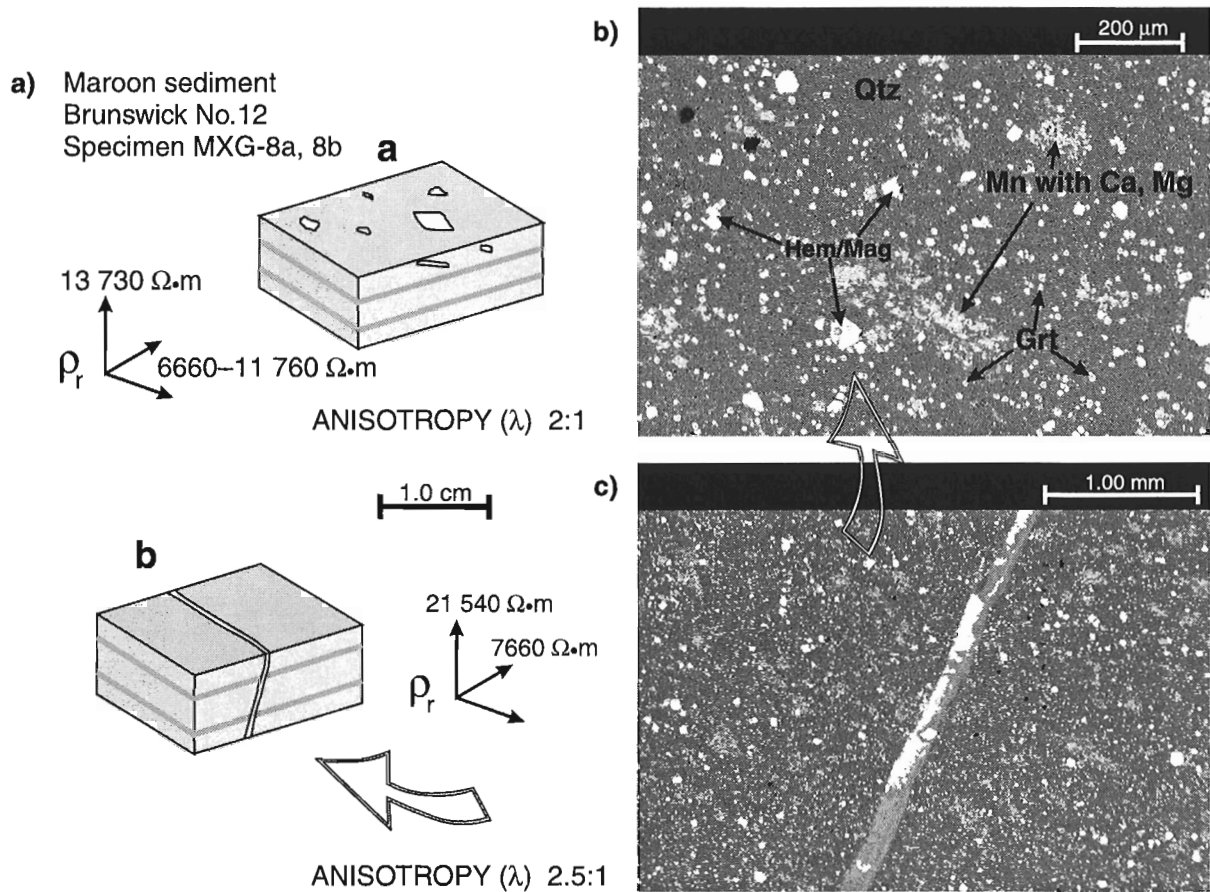 a) Maroon sediment
Brunswick No.12
Specimen MXG-8a, 8b
a
13 730 Ω•m
6660–11 760 Ω•m
ρr
ANISOTROPY (λ) 2:1
1.0 cm
b
21 540 Ω•m
7660 Ω•m
ρr
ANISOTROPY (λ) 2.5:1
b)
200 µm
Qtz
Mn with Ca, Mg
Hem/Mag
Grt
c)
1.00 mm